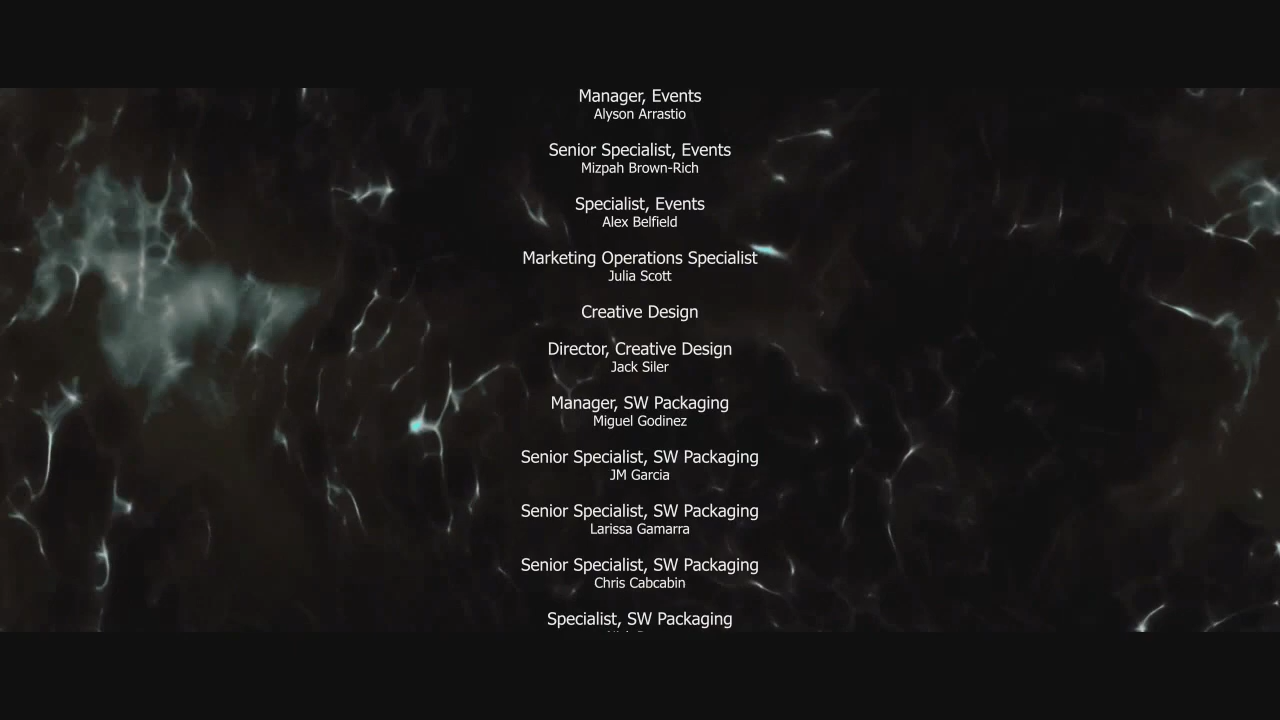 Manager, Events
Alyson Arrastio
Senior Specialist, Events
Mizpah Brown-Rich
Specialist, Events
Alex Belfield
Marketing Operations Specialist
Julia Scott
Creative Design
Director, Creative Design
Jack Siler
Manager, SW Packaging
Miguel Godinez
Senior Specialist, SW Packaging
JM Garcia
Senior Specialist, SW Packaging
Larissa Gamarra
Senior Specialist, SW Packaging
Chris Cabcabin
Specialist, SW Packaging